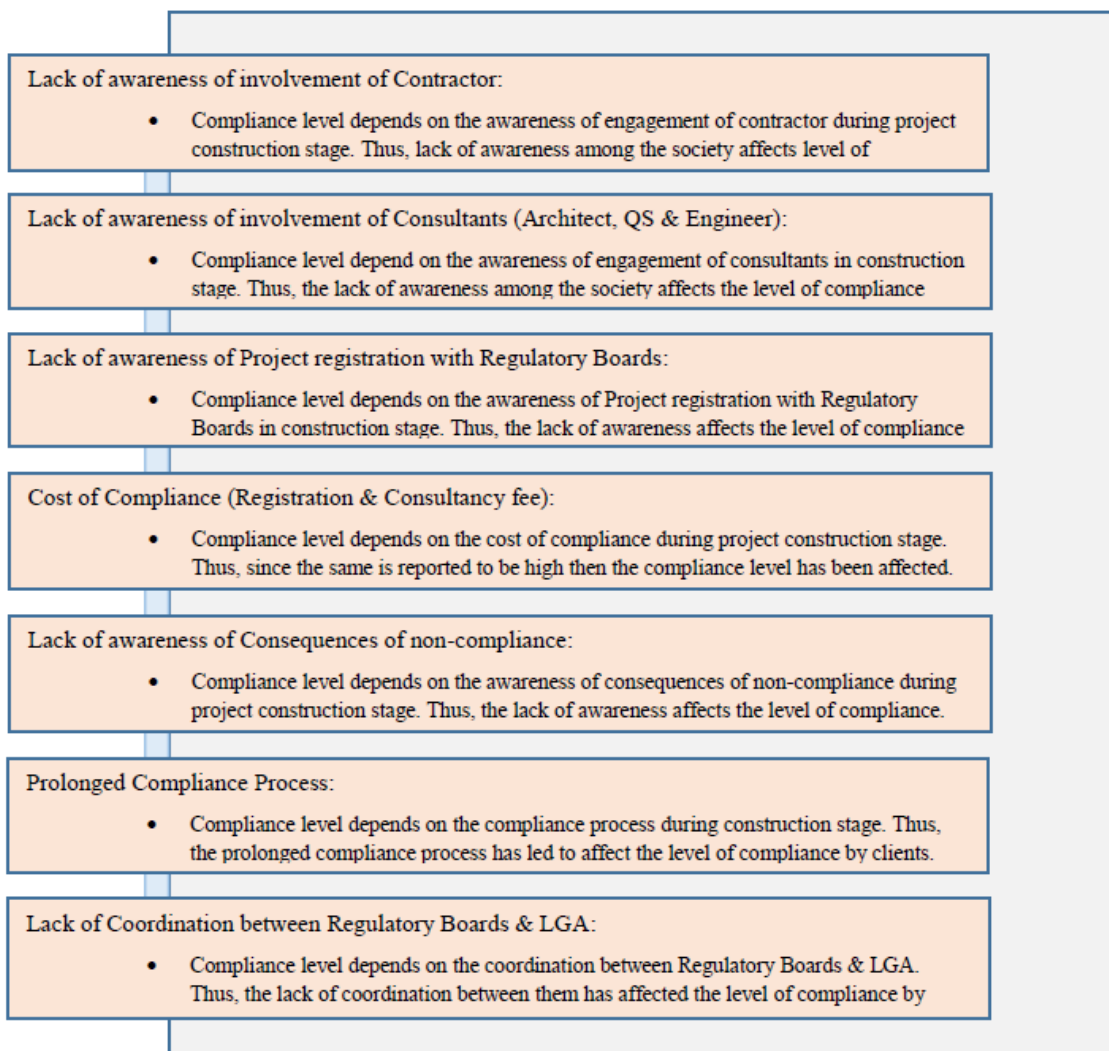 Lack of awareness of involvement of Contractor:
• Compliance level depends on the awareness of engagement of contractor during project
construction stage. Thus, lack of awareness among the society affects level of
Lack of awareness of involvement of Consultants (Architect, QS & Engineer):
• Compliance level depend on the awareness of engagement of consultants in construction
stage. Thus, the lack of awareness among the society affects the level of compliance
Lack of awareness of Project registration with Regulatory Boards:
• Compliance level depends on the awareness of Project registration with Regulatory
Boards in construction stage. Thus, the lack of awareness affects the level of compliance
Cost of Compliance (Registration & Consultancy fee):
• Compliance level depends on the cost of compliance during project construction stage.
Thus, since the same is reported to be high then the compliance level has been affected.
Lack of awareness of Consequences of non-compliance:
• Compliance level depends on the awareness of consequences of non-compliance during
project construction stage. Thus, the lack of awareness affects the level of compliance.
Prolonged Compliance Process:
• Compliance level depends on the compliance process during construction stage. Thus,
the prolonged compliance process has led to affect the level of compliance by clients.
Lack of Coordination between Regulatory Boards & LGA:
• Compliance level depends on the coordination between Regulatory Boards & LGA.
Thus, the lack of coordination between them has affected the level of compliance by